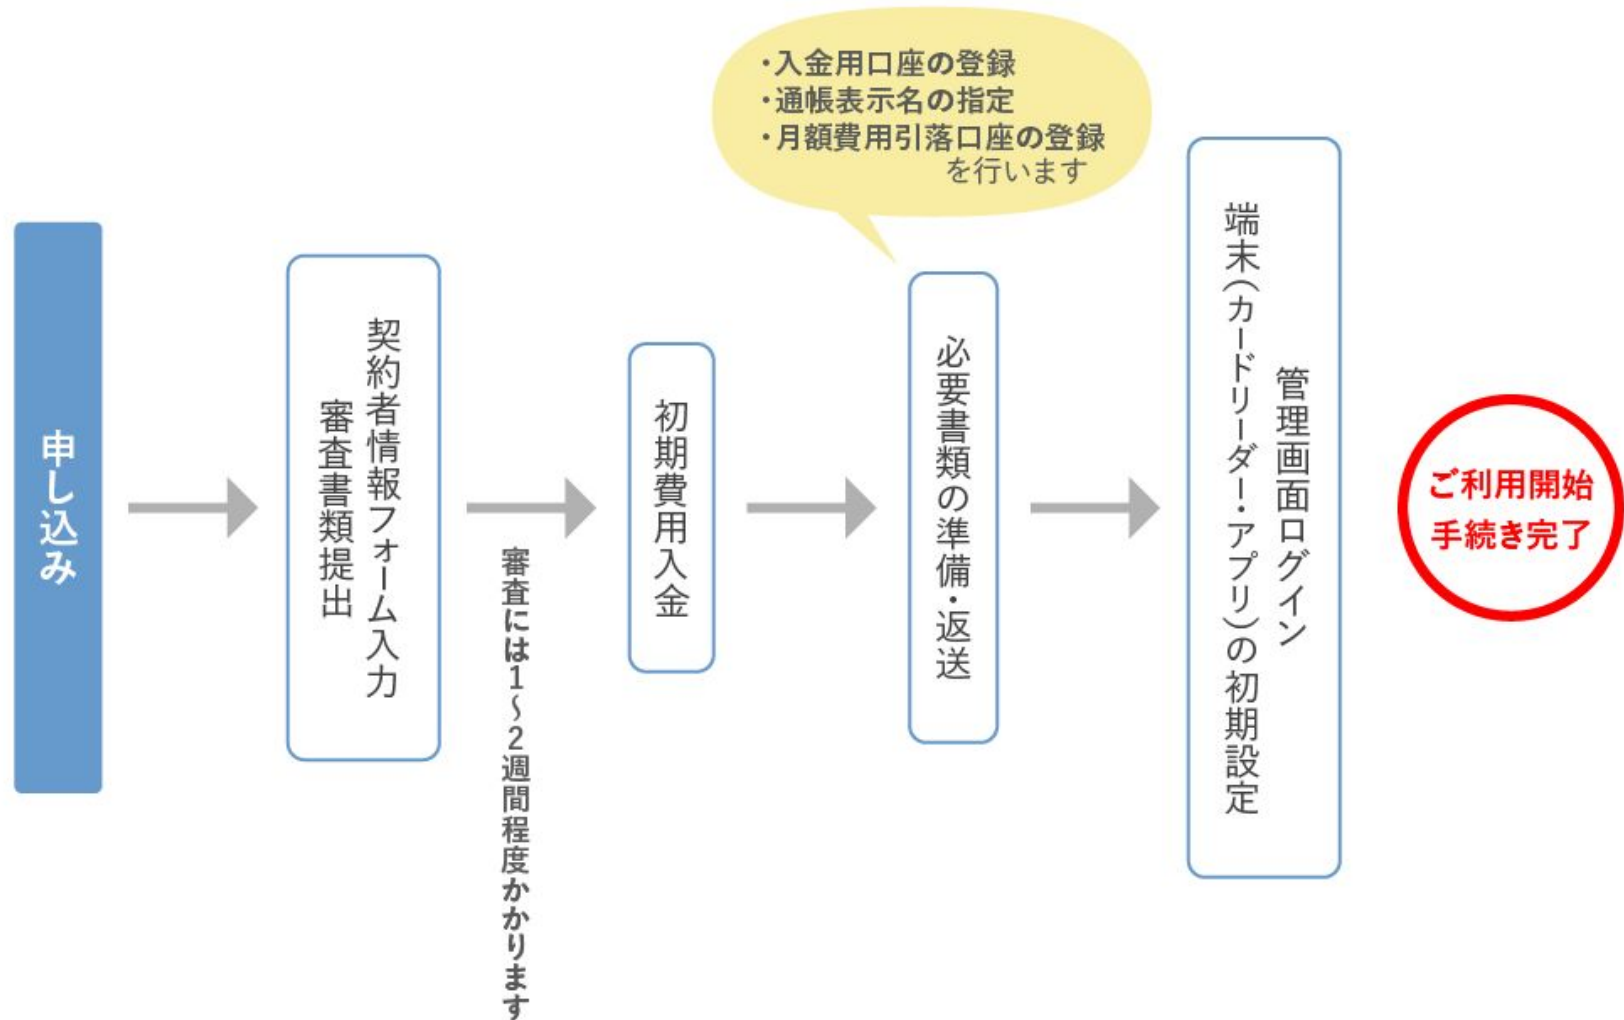 ・入金用口座の登録
・通帳表示名の指定
・月額費用引落口座の登録
を行います
申し込み
契約者情報フォーム入力
審査書類提出
審査には1〜2週間程度かかります
初期費用入金
必要書類の準備・返送
管理画面ログイン
端末(カードリーダー・アプリ)の初期設定
ご利用開始
手続き完了